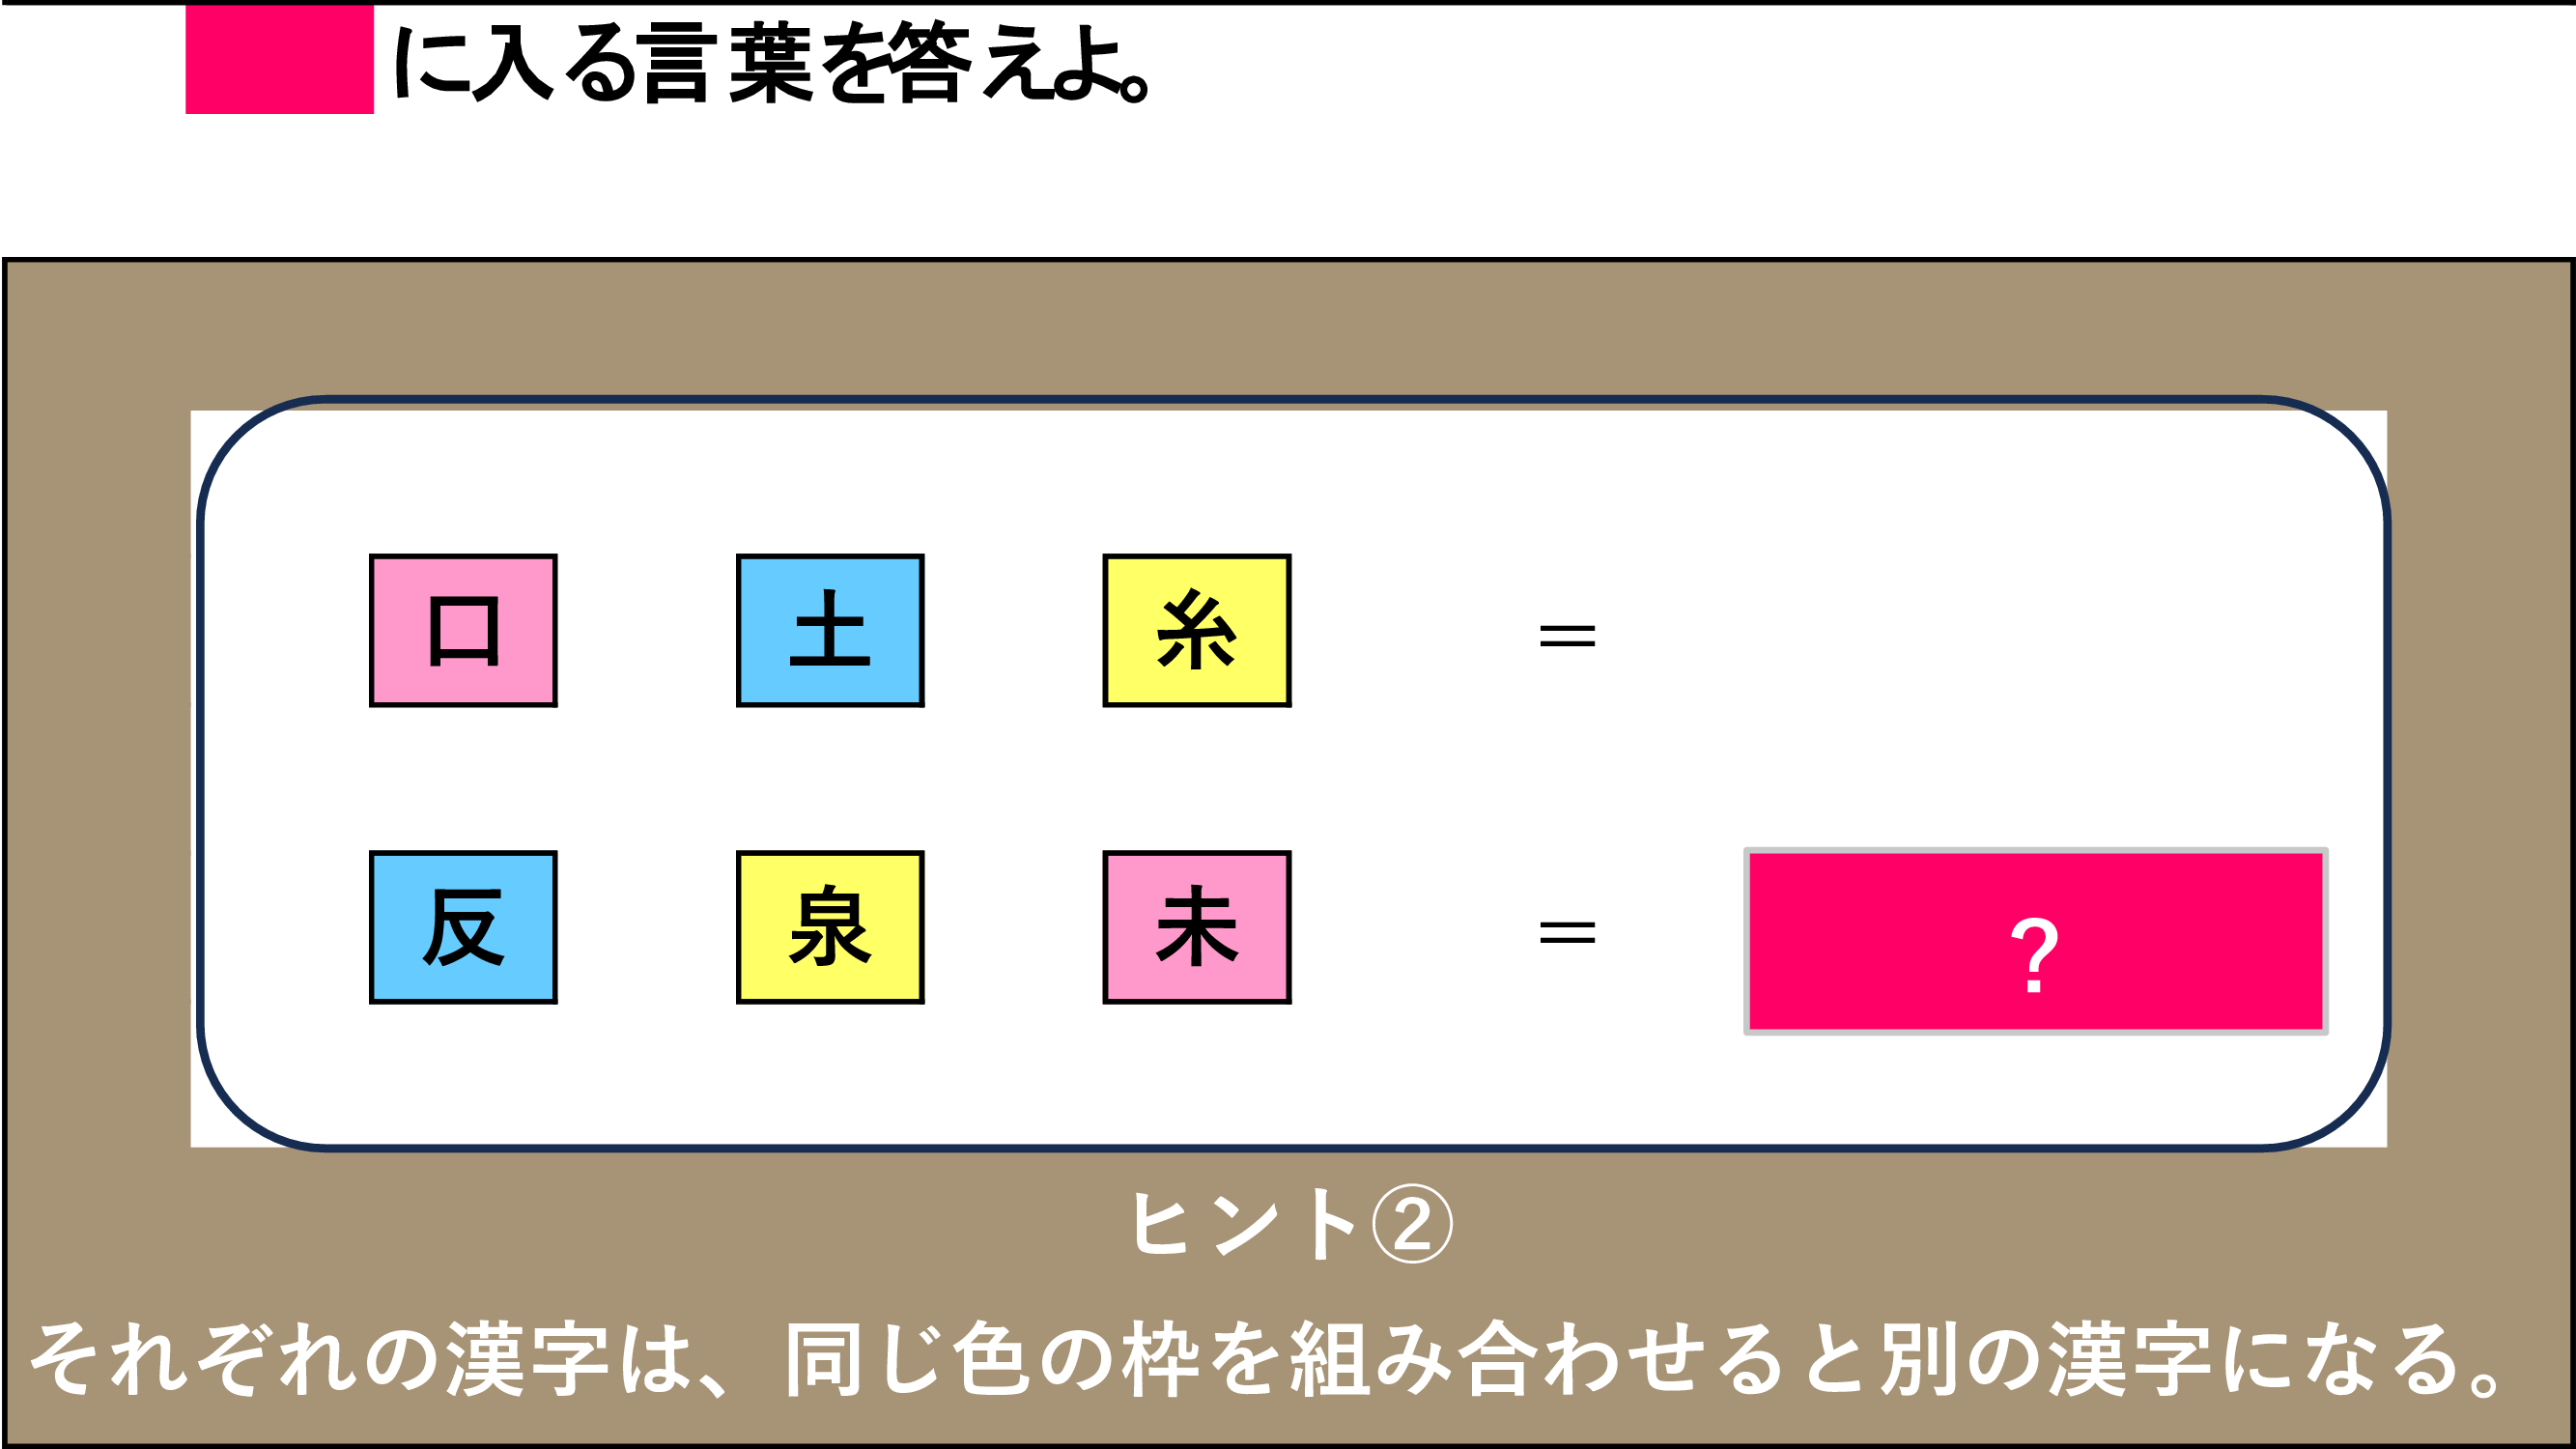 に入る言葉を答えよ。
口 土 糸 =
反 泉 未 = ?
ヒント②
それぞれの漢字は、同じ色の枠を組み合わせると別の漢字になる。